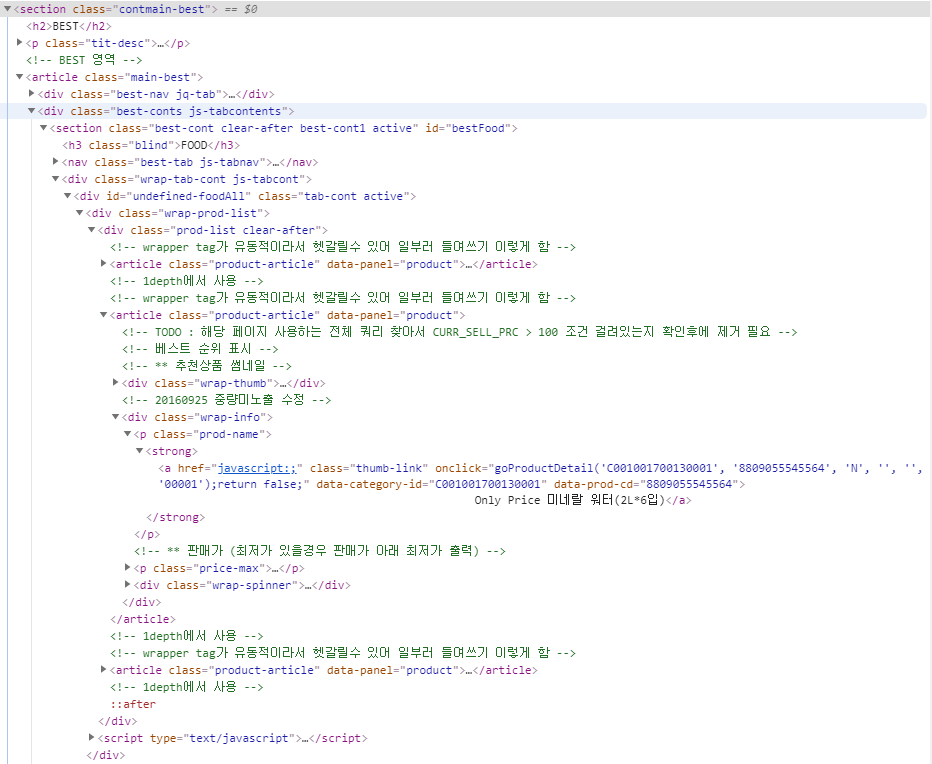 <section class="contmain-best"> == $0
<h2>BEST</h2>
<p class="tit-desc">…</p>
<!-- BEST 영역 -->
<article class="main-best">
<div class="best-nav jq-tab">…</div>
<div class="best-conts js-tabcontents">
<section class="best-cont clear-after best-cont1 active" id="bestFood">
<h3 class="blind">FOOD</h3>
<nav class="best-tab js-tabnav">…</nav>
<div class="wrap-tab-cont js-tabcont">
<div id="undefined-foodAll" class="tab-cont active">
<div class="wrap-prod-list">
<div class="prod-list clear-after">
<!-- wrapper tag가 유동적이라서 헷갈릴수 있어 일부러 들여쓰기 이렇게 함 -->
<article class="product-article" data-panel="product">…</article>
<!-- 1depth에서 사용 -->
<!-- wrapper tag가 유동적이라서 헷갈릴수 있어 일부러 들여쓰기 이렇게 함 -->
<article class="product-article" data-panel="product">
<!-- TODO : 해당 페이지 사용하는 전체 쿼리 찾아서 CURR_SELL_PRC > 100 조건 걸려있는지 확인후에 제거 필요 -->
<!-- 베스트 순위 표시 -->
<!-- ** 추천상품 썸네일 -->
<div class="wrap-thumb">…</div>
<!-- 20160925 중량미노출 수정 -->
<div class="wrap-info">
<p class="prod-name">
<strong>
<a href="javascript:;" class="thumb-link" onclick="goProductDetail('C001001700130001', '8809055545564', 'N', '', '',
'00001');return false;" data-category-id="C001001700130001" data-prod-cd="8809055545564">
Only Price 미네랄 워터(2L*6입)</a>
</strong>
</p>
<!-- ** 판매가 (최저가 있을경우 판매가 아래 최저가 출력) -->
<p class="price-max">…</p>
<div class="wrap-spinner">…</div>
</div>
</article>
<!-- 1depth에서 사용 -->
<!-- wrapper tag가 유동적이라서 헷갈릴수 있어 일부러 들여쓰기 이렇게 함 -->
<article class="product-article" data-panel="product">…</article>
<!-- 1depth에서 사용 -->
::after
</div>
<script type="text/javascript">…</script>
</div>